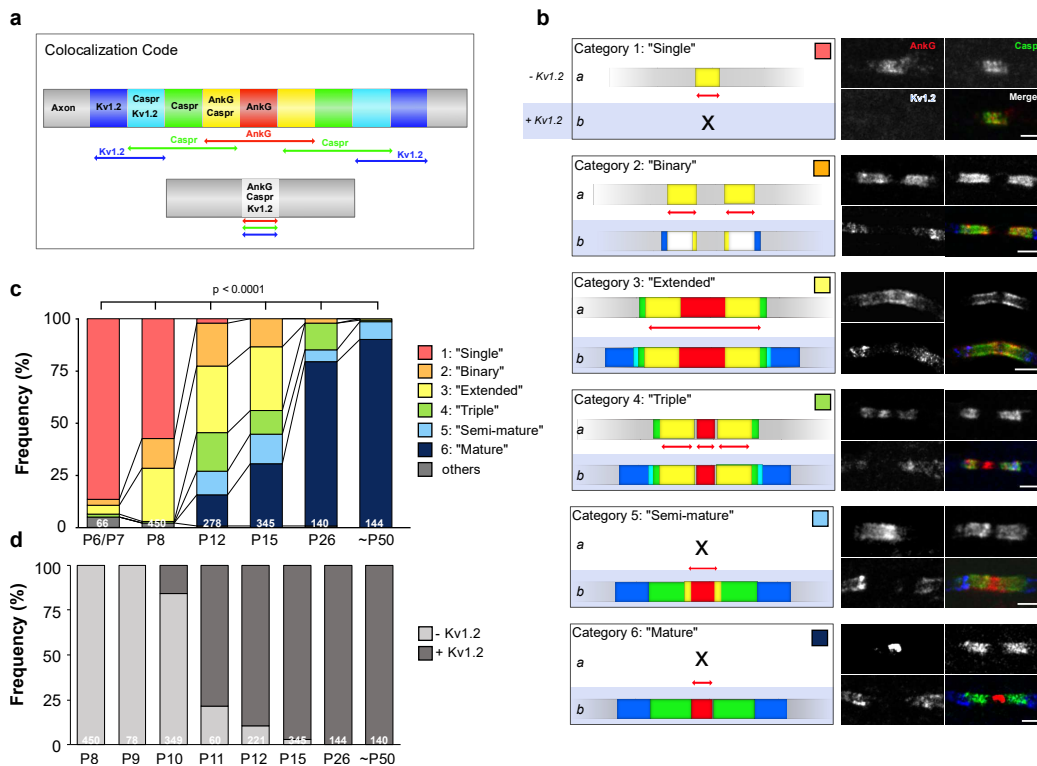 a
Colocalization Code
Axon
Kv1.2
Caspr
Kv1.2
Caspr
AnkG
Caspr
AnkG
Kv1.2
AnkG
Caspr
Caspr
Kv1.2
Kv1.2
AnkG
Caspr
Kv1.2
b
- Kv1.2
+ Kv1.2
Category 1: "Single"
a
b
X
AnkG
Casp
Kv1.2
Merge
Category 2: "Binary"
a
b
Category 3: "Extended"
a
b
Category 4: "Triple"
a
b
Category 5: "Semi-mature"
a
X
b
Category 6: "Mature"
a
X
b
c
p < 0.0001
Frequency (%)
100
75
50
25
0
66
450
278
345
140
144
P6/P7
P8
P12
P15
P26
~P50
1: "Single"
2: "Binary"
3: "Extended"
4: "Triple"
5: "Semi-mature"
6: "Mature"
others
d
Frequency (%)
100
75
50
25
0
450
78
349
60
221
345
144
140
P8
P9
P10
P11
P12
P15
P26
~P50
- Kv1.2
+ Kv1.2